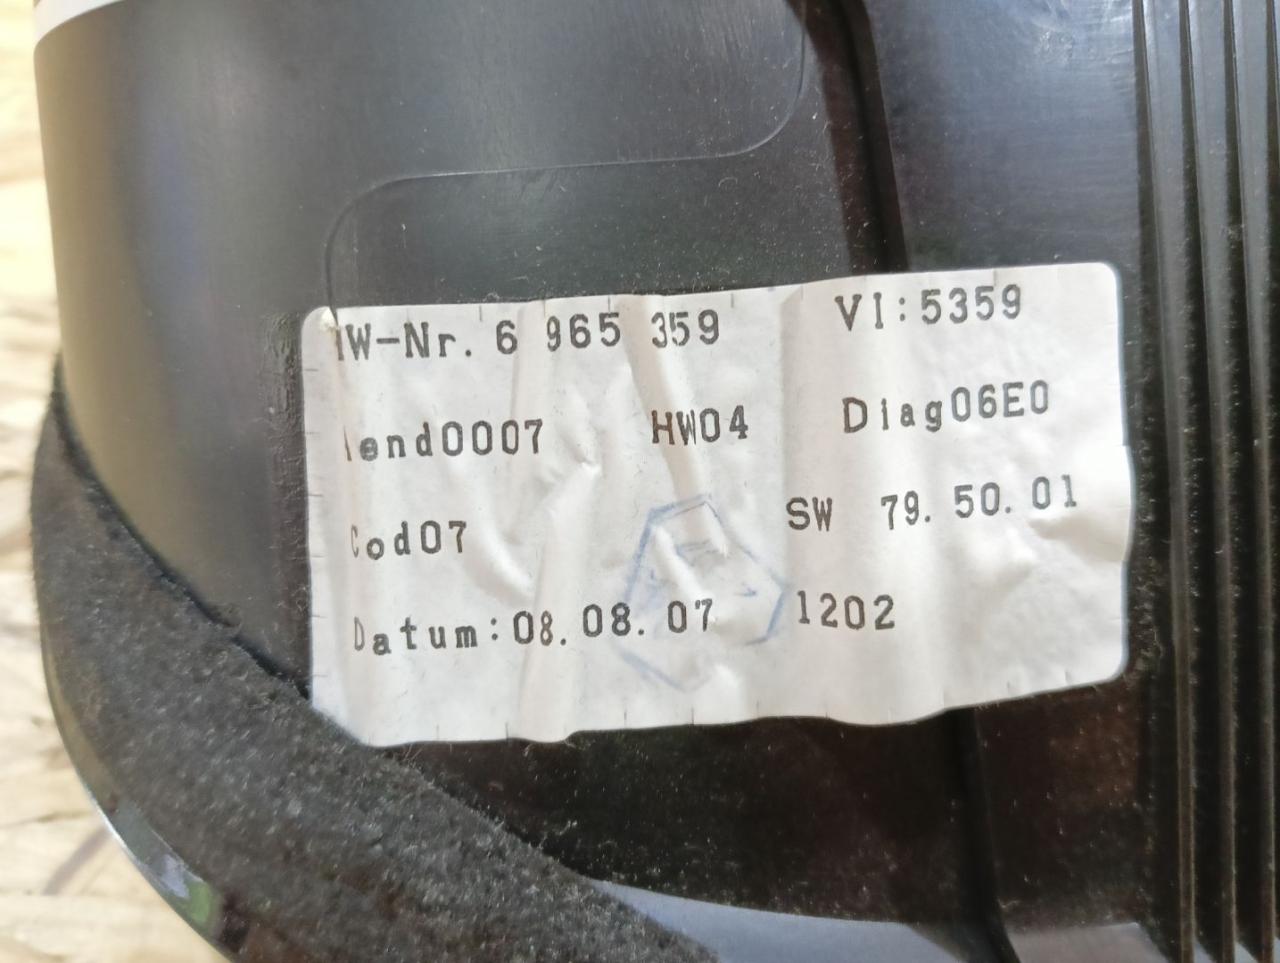 MW-Nr. 6 965 359 VI:5359
end0007 HW04 Diag06E0
Cod07 SW 79.50.01
Datum:08.08.07 1202